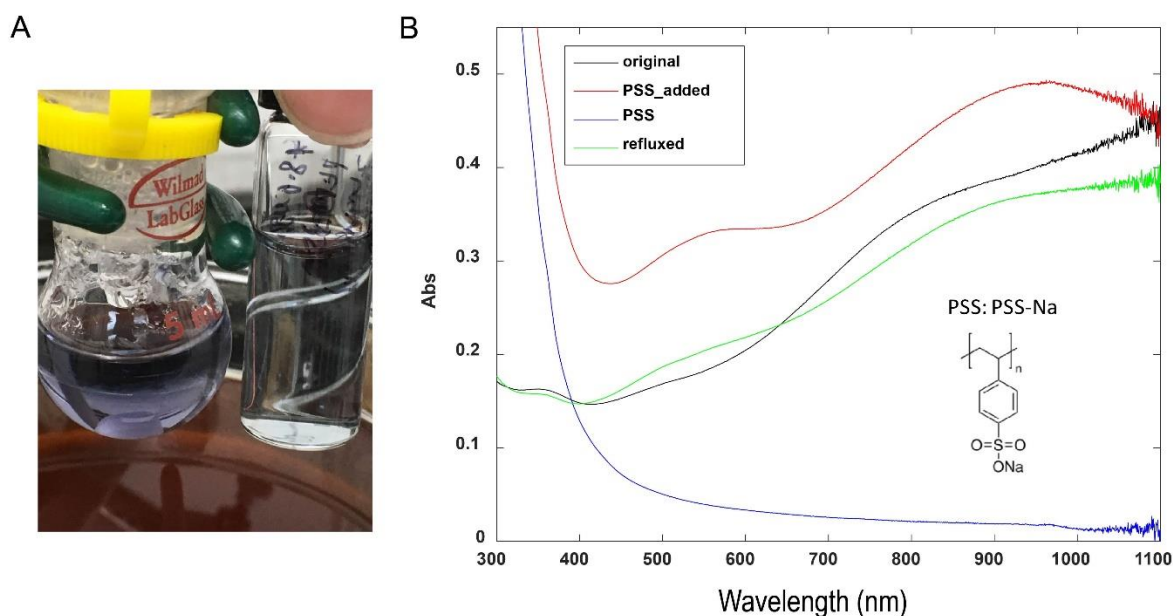 A
B
Wilmad
LabGlass
5 ml
original
PSS_added
PSS
refluxed
PSS: PSS-Na
n
O=S=O
ONa
Abs
0.5
0.4
0.3
0.2
0.1
0
300 400 500 600 700 800 900 1000 1100
Wavelength (nm)